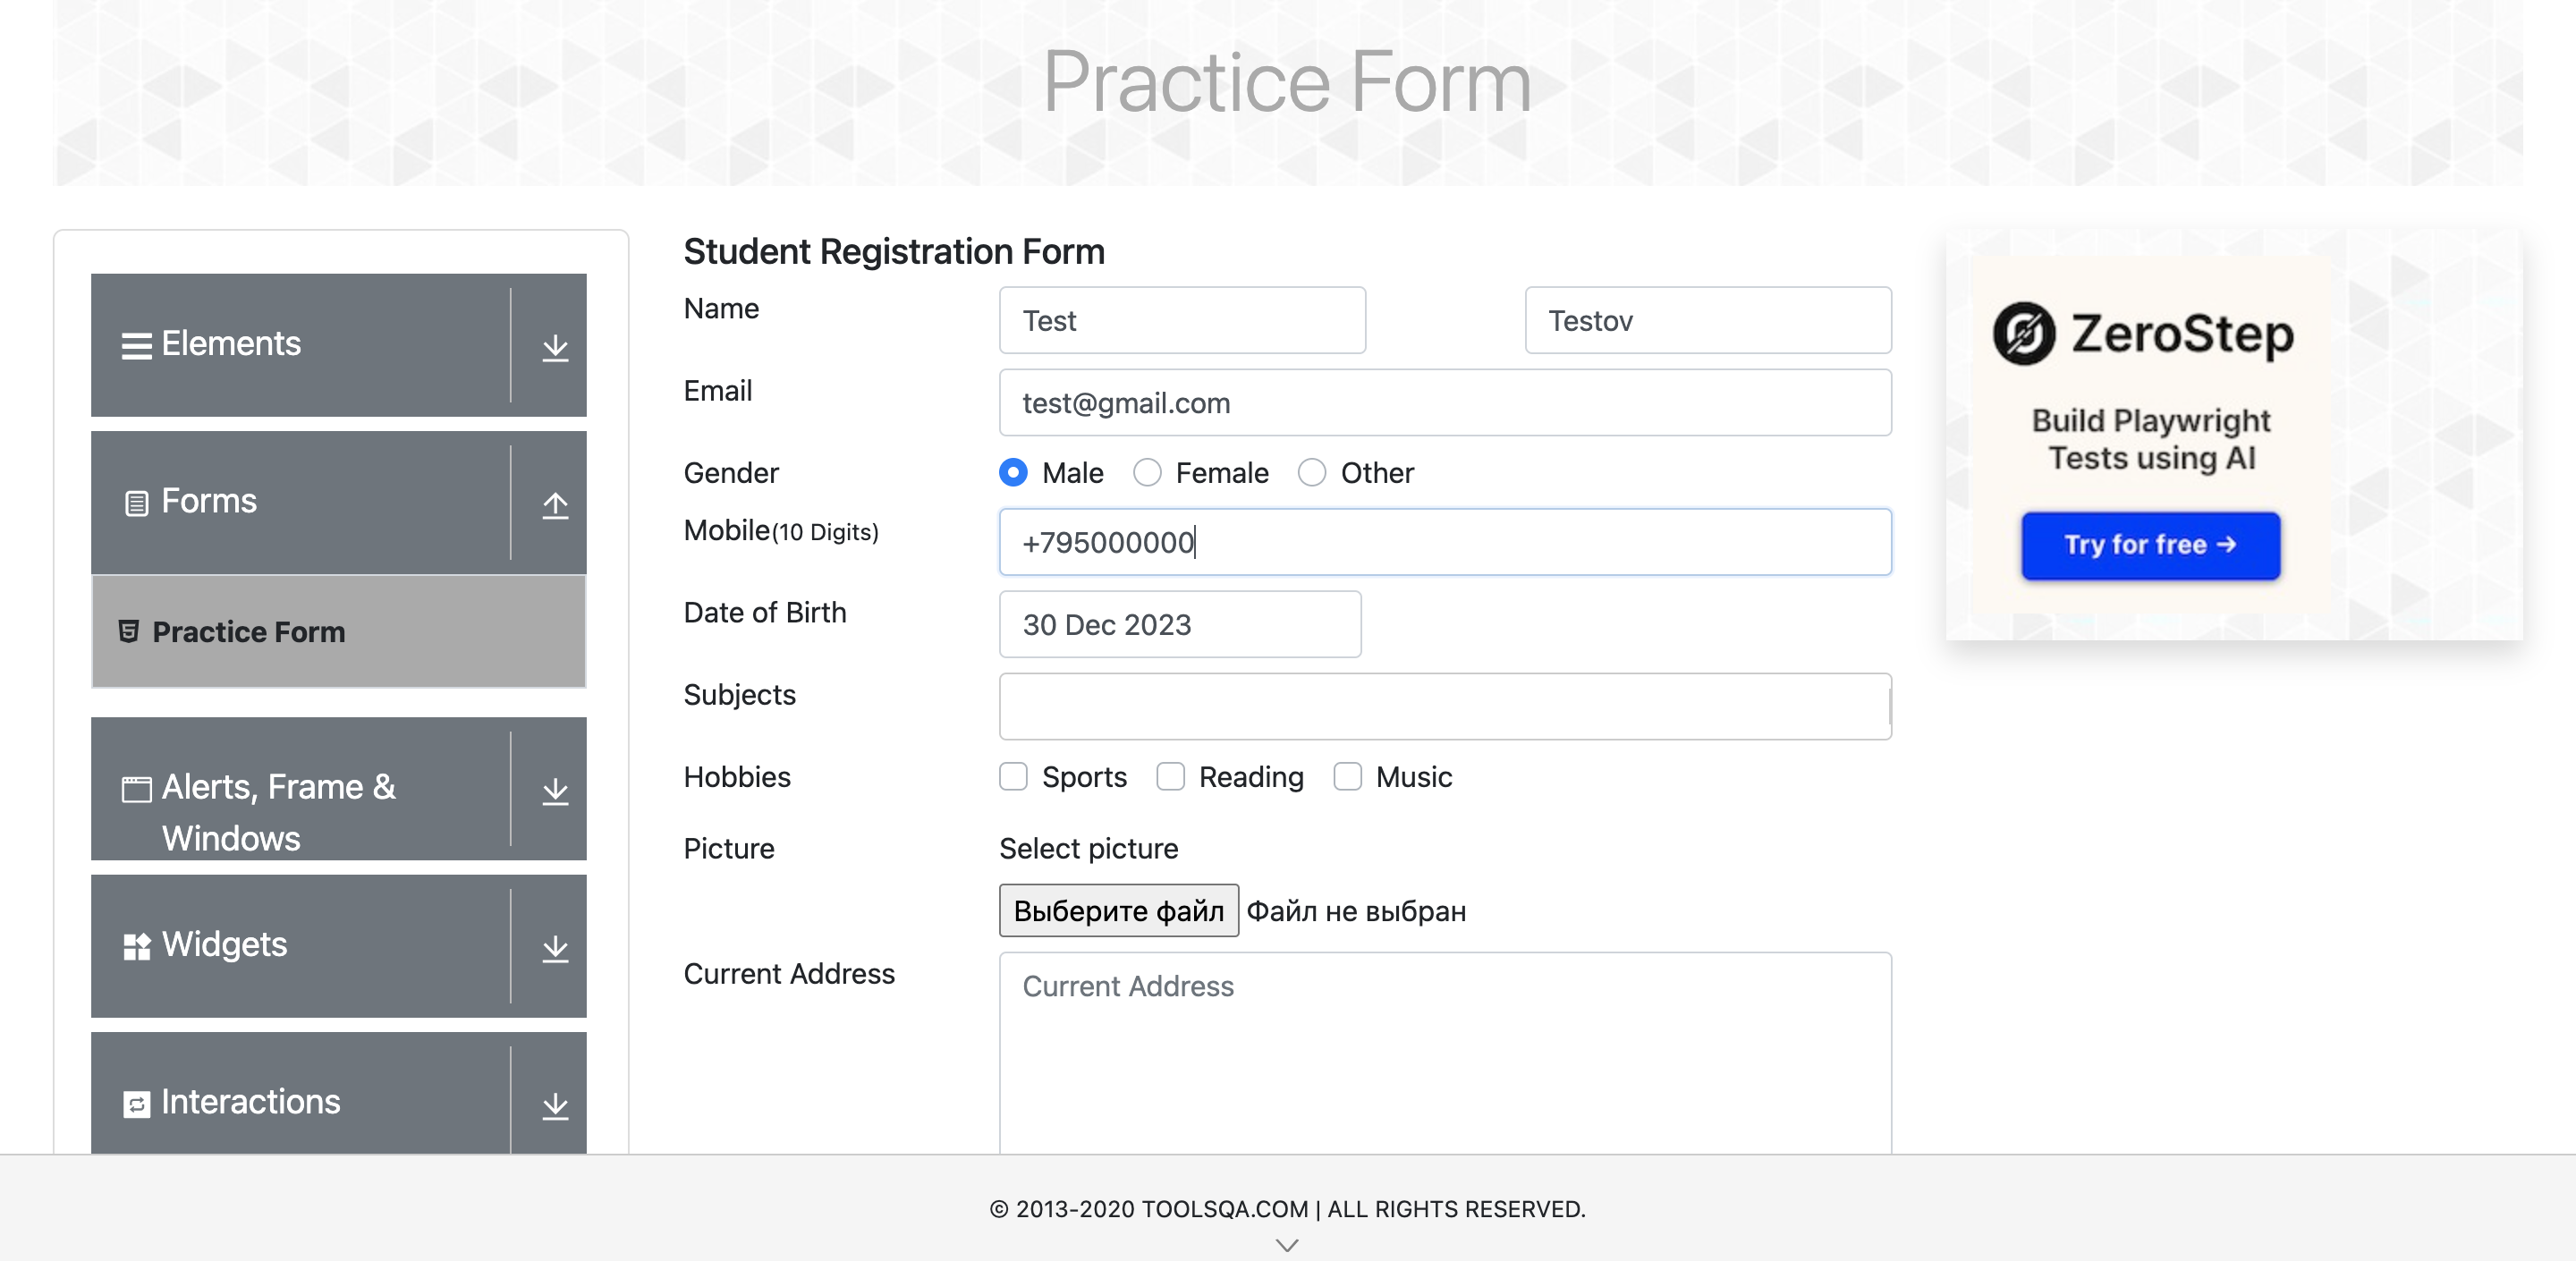 Practice Form
Elements
Forms
Practice Form
Alerts, Frame &
Windows
Widgets
Interactions
Student Registration Form
Name
Test
Testov
Email
test@gmail.com
Gender
Male
Female
Other
Mobile(10 Digits)
+795000000
Date of Birth
30 Dec 2023
Subjects
Hobbies
Sports
Reading
Music
Picture
Select picture
Выберите файл
Файл не выбран
Current Address
Current Address
ZeroStep
Build Playwright
Tests using AI
Try for free →
© 2013-2020 TOOLSQA.COM | ALL RIGHTS RESERVED.